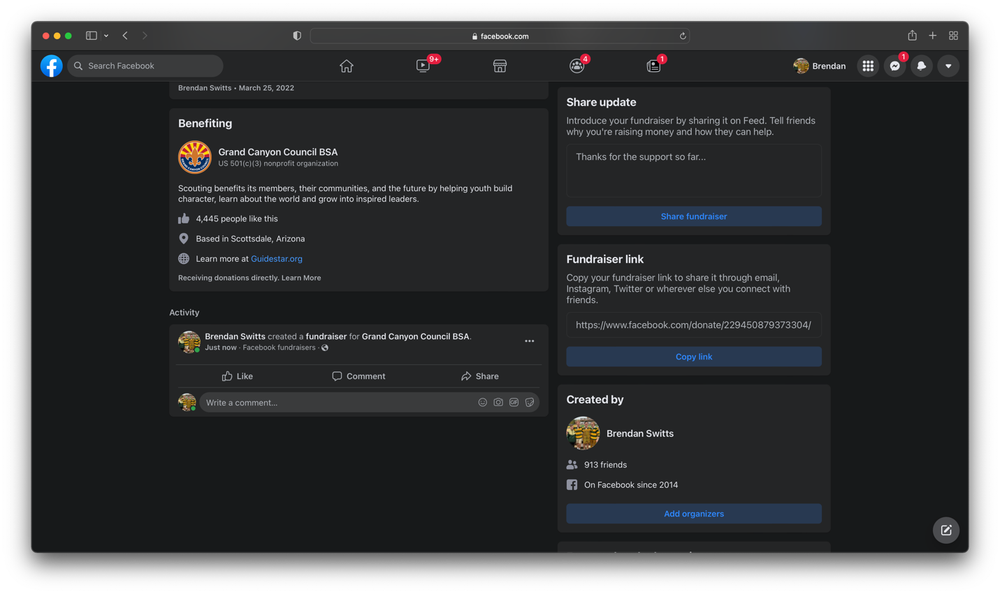 facebook.com
Search Facebook
9+
4
1
Brendan
1
Brendan Switts • March 25, 2022
Benefiting
Grand Canyon Council BSA
US 501(c)(3) nonprofit organization
Scouting benefits its members, their communities, and the future by helping youth build
character, learn about the world and grow into inspired leaders.
4,445 people like this
Based in Scottsdale, Arizona
Learn more at Guidestar.org
Receiving donations directly. Learn More
Activity
Brendan Switts created a fundraiser for Grand Canyon Council BSA.
Just now · Facebook fundraisers ·
Like
Comment
Share
Write a comment...
GIF
Share update
Introduce your fundraiser by sharing it on Feed. Tell friends
why you're raising money and how they can help.
Thanks for the support so far...
Share fundraiser
Fundraiser link
Copy your fundraiser link to share it through email,
Instagram, Twitter or wherever else you connect with
friends.
https://www.facebook.com/donate/229450879373304/
Copy link
Created by
Brendan Switts
913 friends
On Facebook since 2014
Add organizers